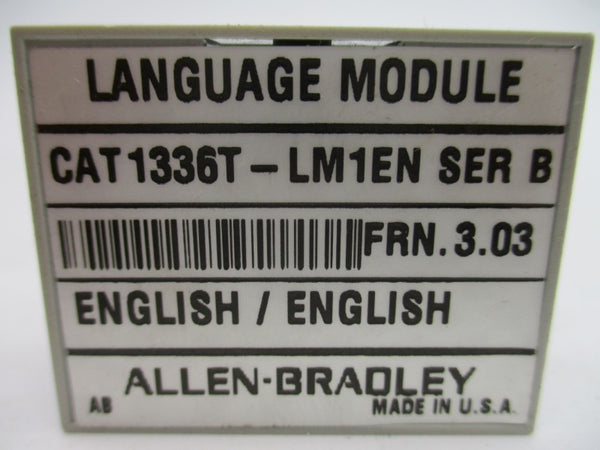 LANGUAGE MODULE
CAT 1336T - LM1EN SER B
FRN. 3.03
ENGLISH / ENGLISH
ALLEN-BRADLEY
AB MADE IN U.S.A.